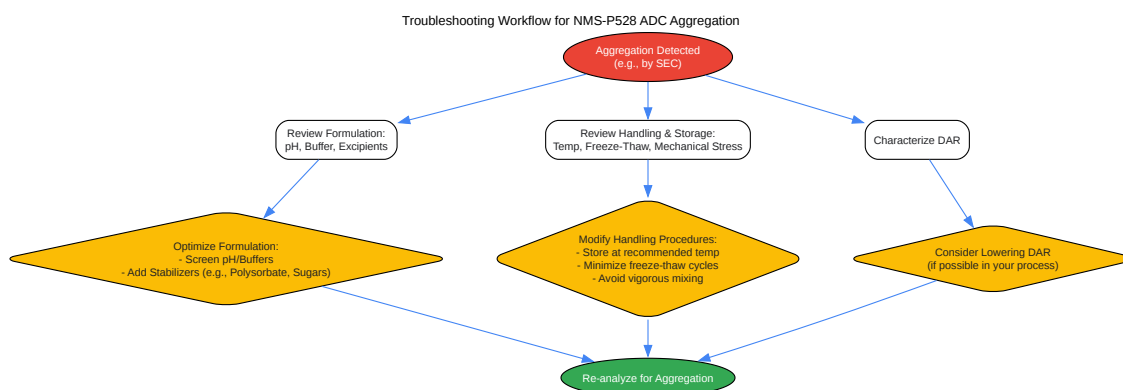 Troubleshooting Workflow for NMS-P528 ADC Aggregation
Aggregation Detected
(e.g., by SEC)
Review Formulation:
pH, Buffer, Excipients
Review Handling & Storage:
Temp, Freeze-Thaw, Mechanical Stress
Characterize DAR
Optimize Formulation:
- Screen pH/Buffers
- Add Stabilizers (e.g., Polysorbate, Sugars)
Modify Handling Procedures:
- Store at recommended temp
- Minimize freeze-thaw cycles
- Avoid vigorous mixing
Consider Lowering DAR
(if possible in your process)
Re-analyze for Aggregation